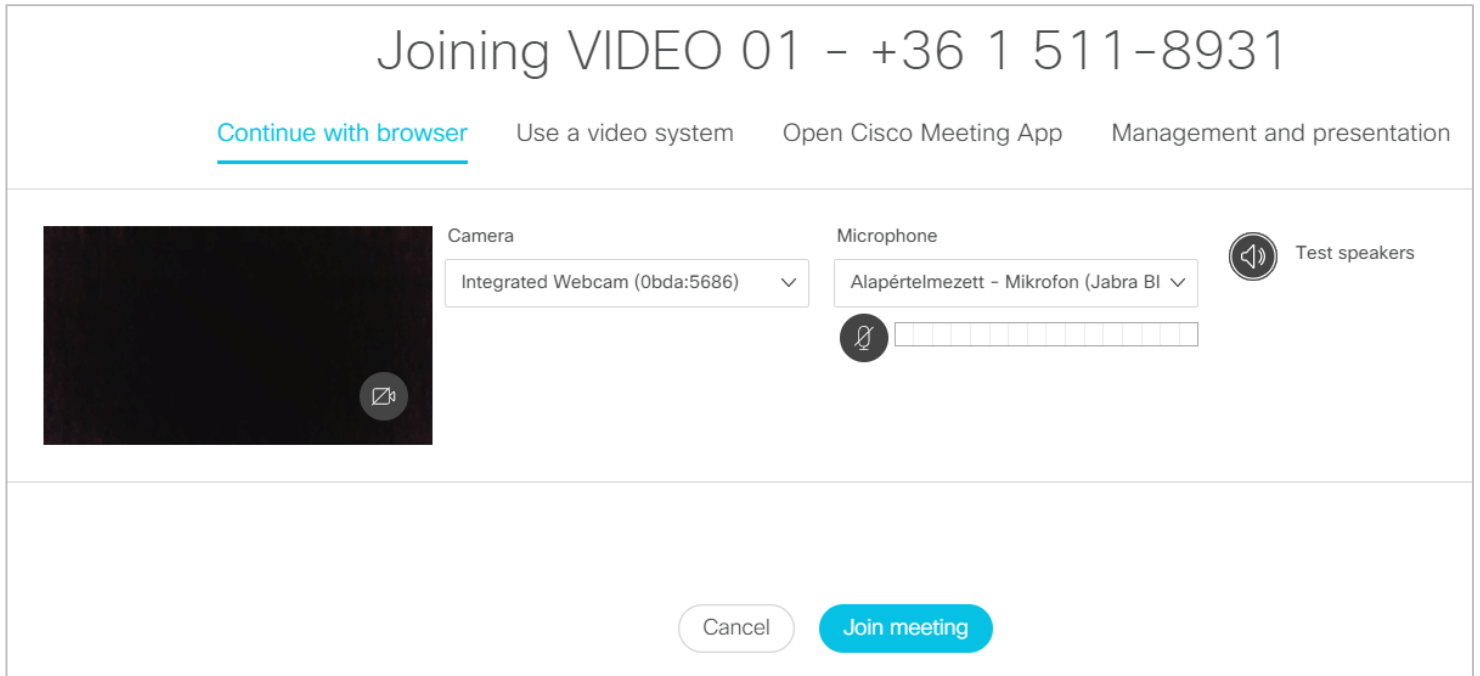 Joining VIDEO 01 - +36 1 511-8931
Continue with browser Use a video system Open Cisco Meeting App Management and presentation
Camera Microphone
Integrated Webcam (0bda:5686) Alapértelmezett - Mikrofon (Jabra Bl Test speakers
Cancel Join meeting